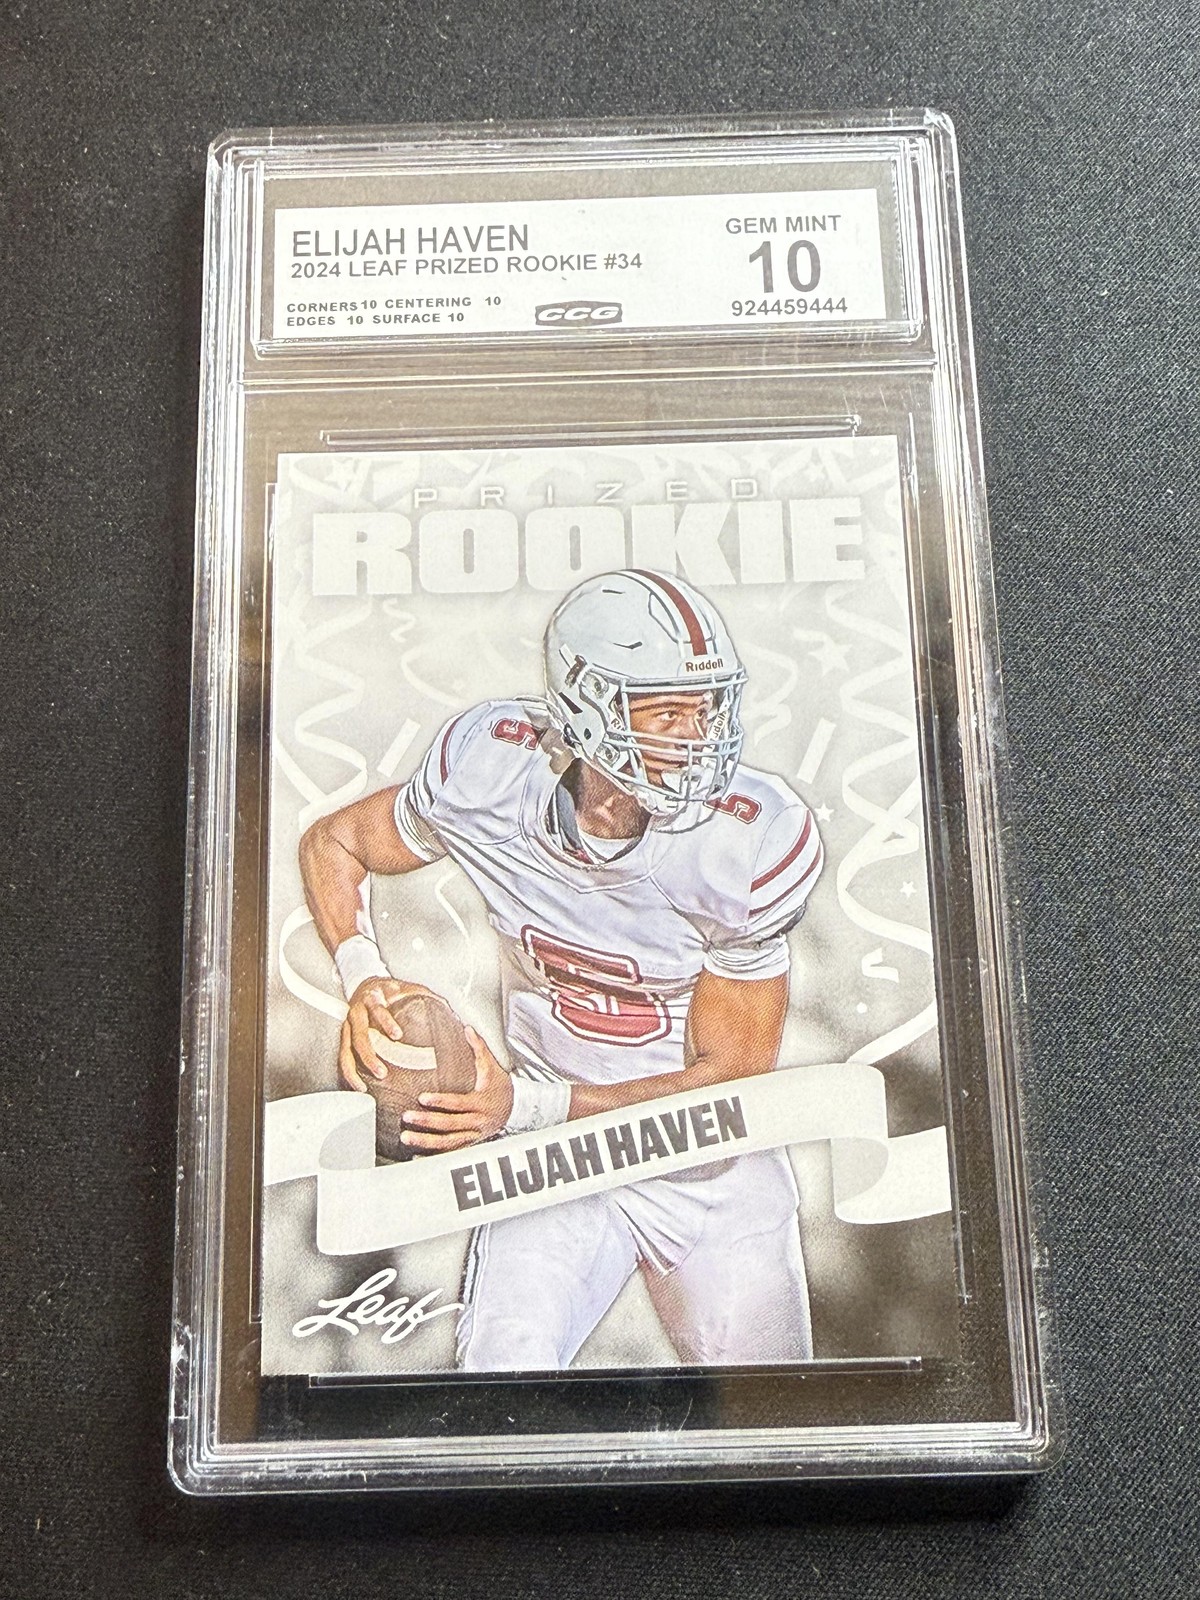 ELIJAH HAVEN
2024 LEAF PRIZED ROOKIE #34
CORNERS 10 CENTERING 10
EDGES 10 SURFACE 10
CCG
GEM MINT
10
924459444
PRIZED
ROOKIE
Riddell
5
5
5
ELIJAH HAVEN
Leaf